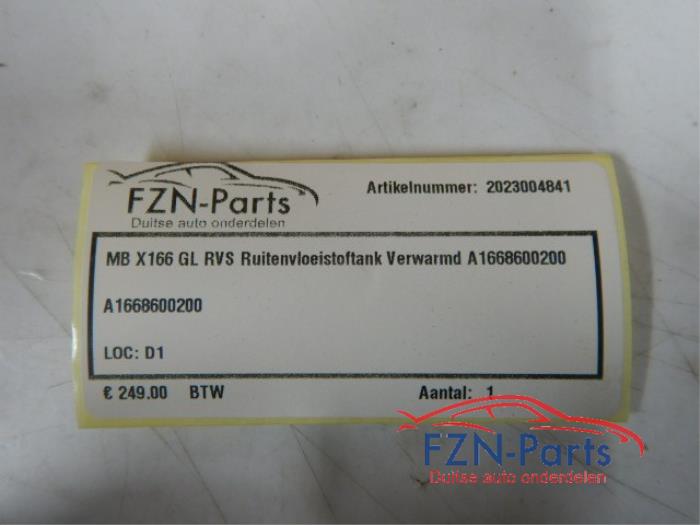 FZN-Parts
Duitse auto onderdelen
Artikelnummer: 2023004841
MB X166 GL RVS Ruitenvloeistoftank Verwarmd A1668600200
A1668600200
LOC: D1
€ 249.00 BTW
Aantal: 1
FZN-Parts
Duitse auto onderdelen